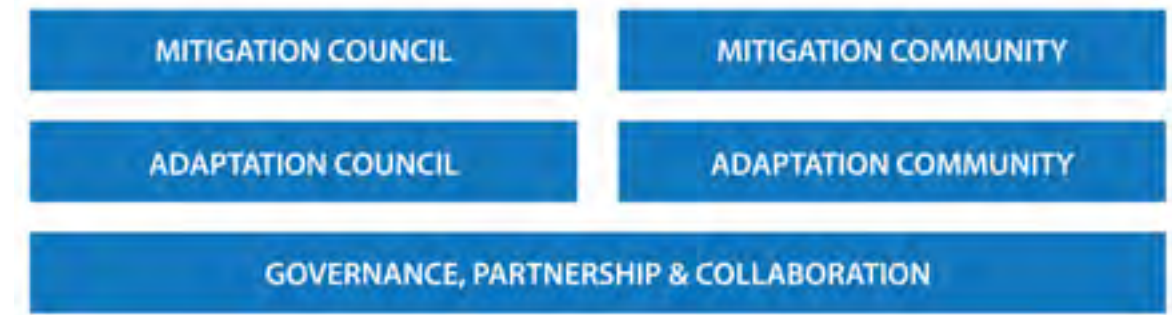 MITIGATION COUNCIL
MITIGATION COMMUNITY
ADAPTATION COUNCIL
ADAPTATION COMMUNITY
GOVERNANCE, PARTNERSHIP & COLLABORATION